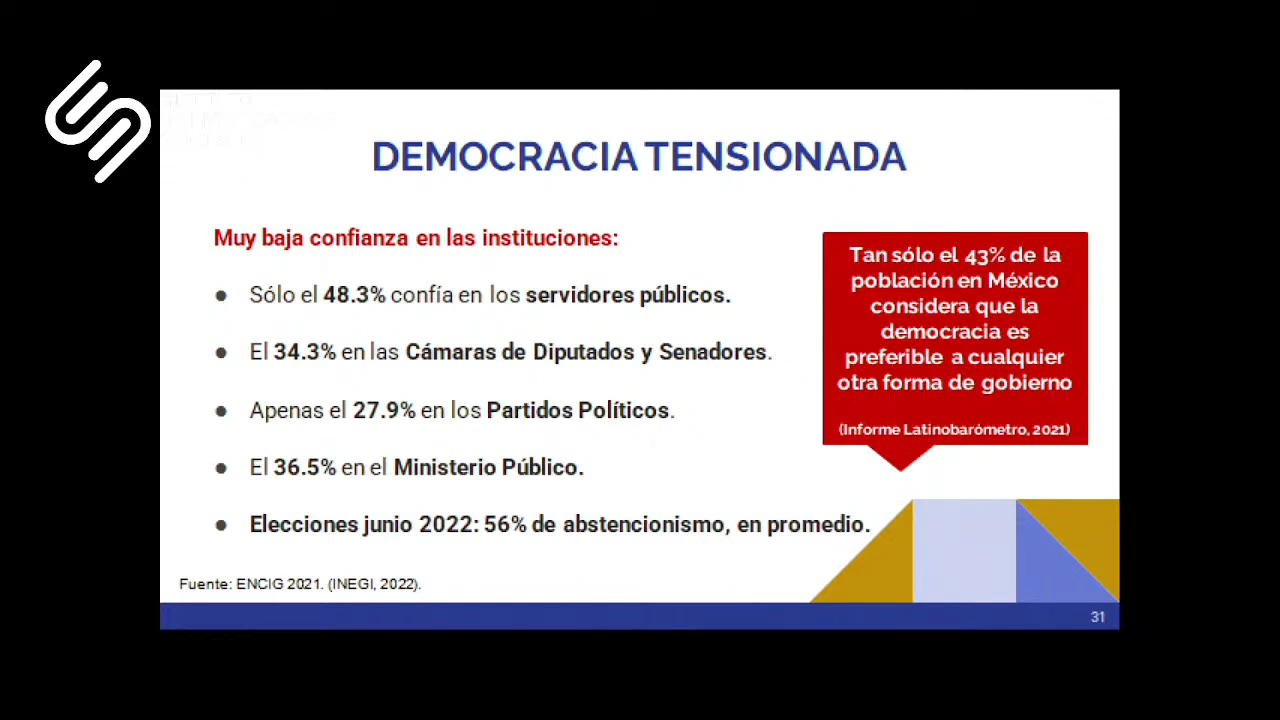 DEMOCRACIA TENSIONADA
Muy baja confianza en las instituciones:
● Sólo el 48.3% confía en los servidores públicos.
● El 34.3% en las Cámaras de Diputados y Senadores.
● Apenas el 27.9% en los Partidos Políticos.
● El 36.5% en el Ministerio Público.
● Elecciones junio 2022: 56% de abstencionismo, en promedio.
Tan sólo el 43% de la
población en México
considera que la
democracia es
preferible a cualquier
otra forma de gobierno
(Informe Latinobarómetro, 2021)
Fuente: ENCIG 2021. (INEGI, 2022).
31